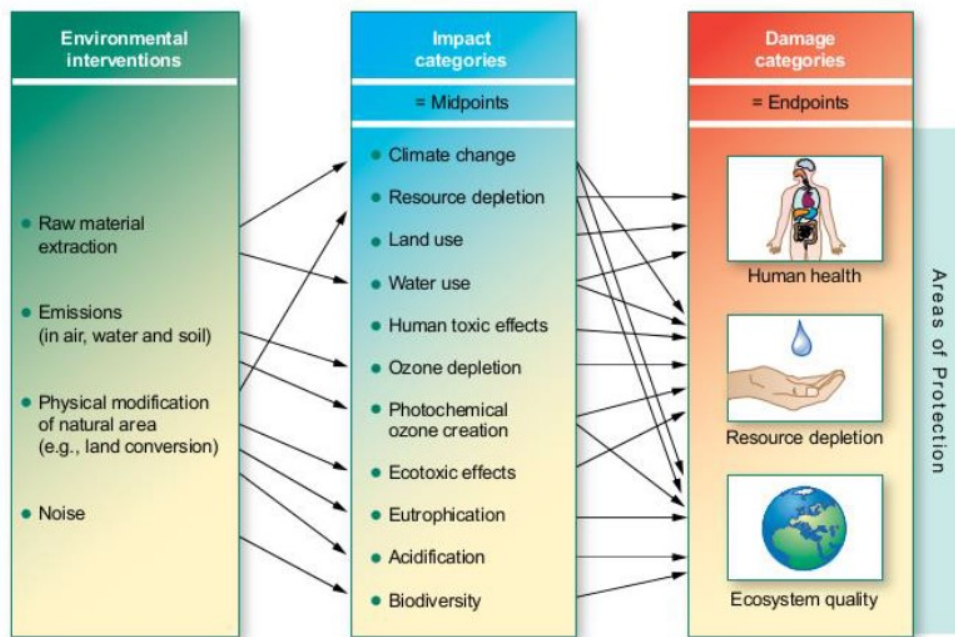 Environmental
interventions
Raw material
extraction
Emissions
(in air, water and soil)
Physical modification
of natural area
(e.g., land conversion)
Noise
Impact
categories
= Midpoints
Climate change
Resource depletion
Land use
Water use
Human toxic effects
Ozone depletion
Photochemical
ozone creation
Ecotoxic effects
Eutrophication
Acidification
Biodiversity
Damage
categories
= Endpoints
Human health
Resource depletion
Ecosystem quality
Areas of Protection